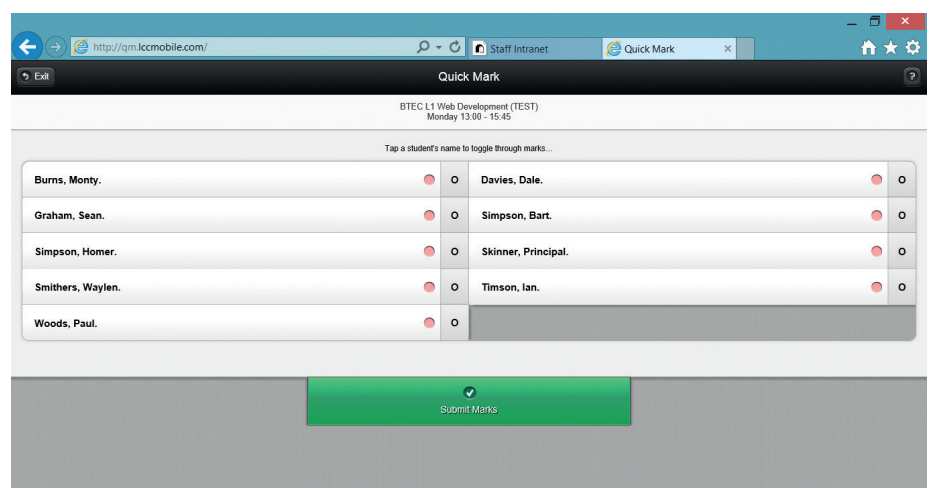 http://qm.lccmobile.com/
Staff Intranet
Quick Mark
Exit
Quick Mark
?
BTEC L1 Web Development (TEST)
Monday 13:00 - 15:45
Tap a student's name to toggle through marks...
Burns, Monty. O
Davies, Dale. O
Graham, Sean. O
Simpson, Bart. O
Simpson, Homer. O
Skinner, Principal. O
Smithers, Waylen. O
Timson, Ian. O
Woods, Paul. O
Submit Marks